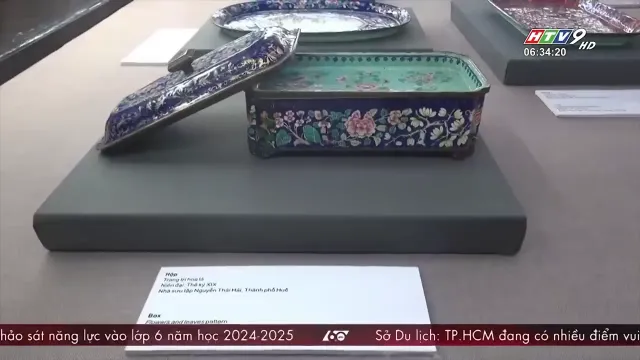 HTV9 HD
06:34:20
Hộp
Trang trí hoa lá
Niên đại: Thế kỷ XIX
Nhà sưu tập Nguyễn Thái Hải, Thành phố Huế
Box
Flowers and leaves pattern
hảo sát năng lực vào lớp 6 năm học 2024-2025 60 Sở Du lịch: TP.HCM đang có nhiều điểm vui